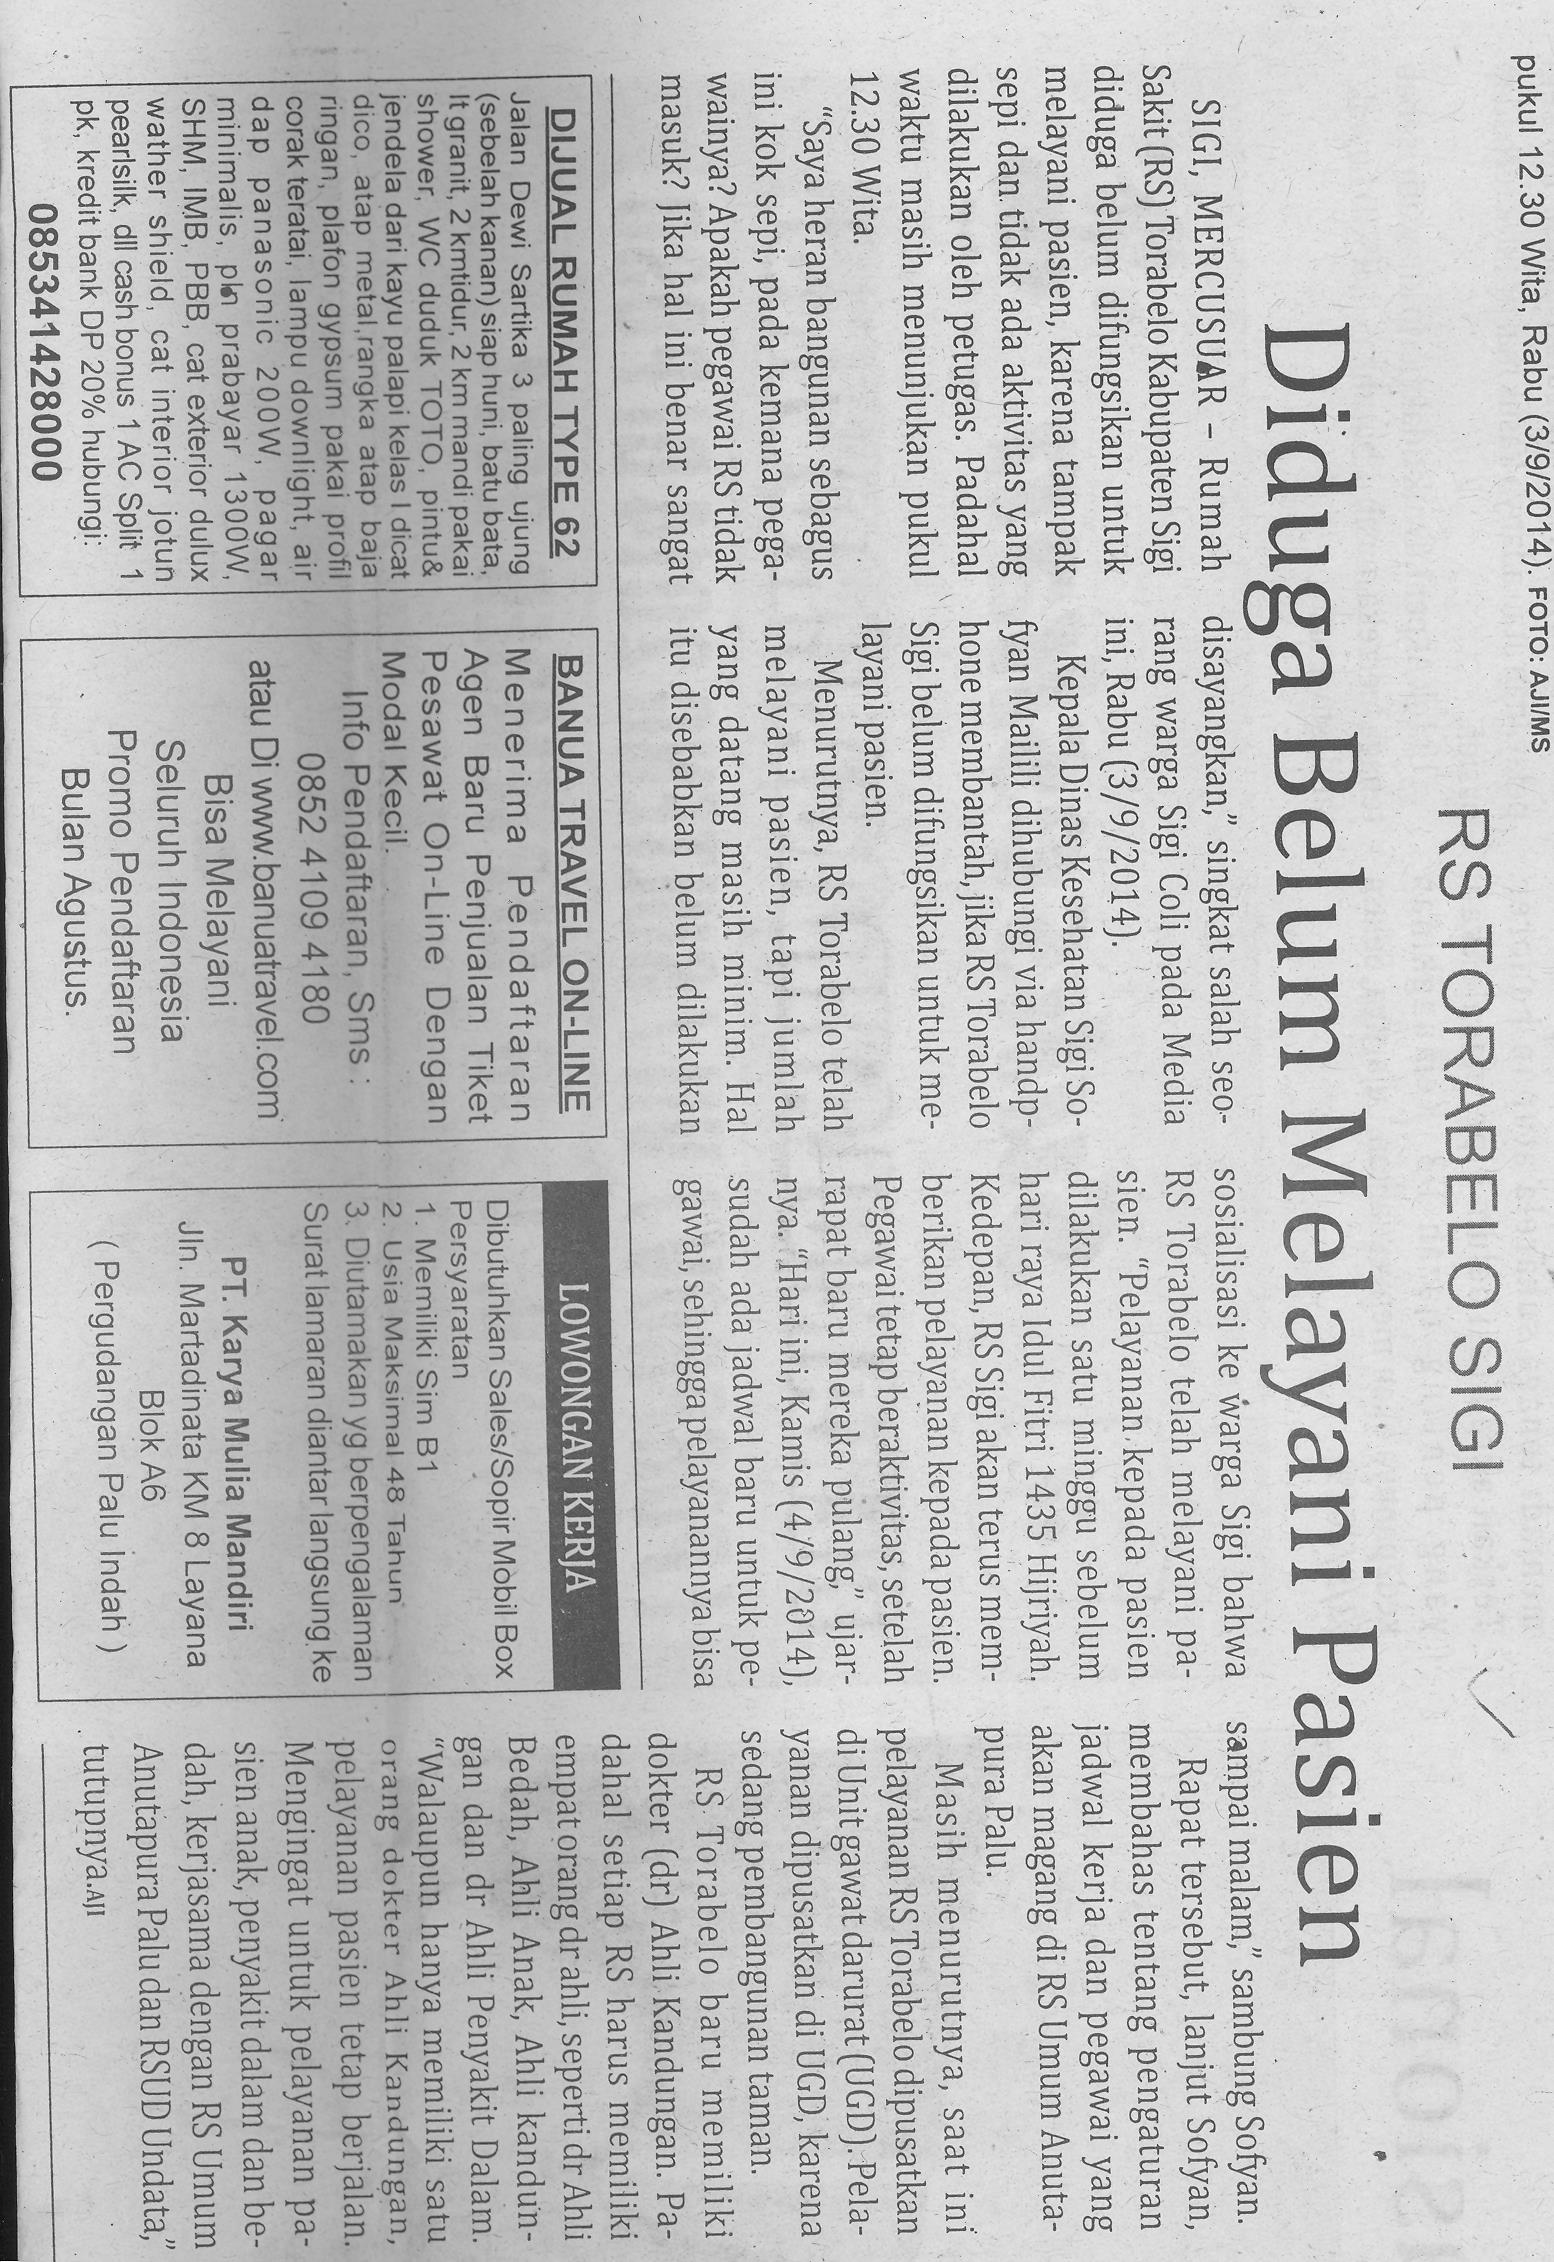 pukul 12.30 Wita, Rabu (3/9/2014). FOTO: AJI/MS
RS TORABELO SIGI
Diduga Belum Melayani Pasien
SIGI, MERCUSUAR – Rumah
Sakit (RS) Torabelo Kabupaten Sigi
diduga belum difungsikan untuk
melayani pasien, karena tampak
sepi dan tidak ada aktivitas yang
dilakukan oleh petugas. Padahal
waktu masih menunjukan pukul
12.30 Wita.
“Saya heran bangunan sebagus
ini kok sepi, pada kemana pega-
wainya? Apakah pegawai RS tidak
masuk? Jika hal ini benar sangat
disayangkan,” singkat salah seo-
rang warga Sigi Coli pada Media
ini, Rabu (3/9/2014).
Kepala Dinas Kesehatan Sigi So-
fyan Mailili dihubungi via handp-
hone membantah, jika RS Torabelo
Sigi belum difungsikan untuk me-
layani pasien.
Menurutnya, RS Torabelo telah
melayani pasien, tapi jumlah
yang datang masih minim. Hal
itu disebabkan belum dilakukan
sosialisasi ke warga Sigi bahwa
RS Torabelo telah melayani pa-
sien. “Pelayanan kepada pasien
dilakukan satu minggu sebelum
hari raya Idul Fitri 1435 Hijriyah.
Kedepan, RS Sigi akan terus mem-
berikan pelayanan kepada pasien.
Pegawai tetap beraktivitas, setelah
rapat baru mereka pulang,” ujar-
nya. “Hari ini, Kamis (4/9/2014),
sudah ada jadwal baru untuk pe-
gawai, sehingga pelayanannya bisa
sampai malam,” sambung Sofyan.
Rapat tersebut, lanjut Sofyan,
membahas tentang pengaturan
jadwal kerja dan pegawai yang
akan magang di RS Umum Anuta-
pura Palu.
Masih menurutnya, saat ini
pelayanan RS Torabelo dipusatkan
di Unit gawat darurat (UGD). Pela-
yanan dipusatkan di UGD, karena
sedang pembangunan taman.
RS Torabelo baru memiliki
dokter (dr) Ahli Kandungan. Pa-
dahal setiap RS harus memiliki
empat orang dr ahli, seperti dr Ahli
Bedah, Ahli Anak, Ahli kandun-
gan dan dr Ahli Penyakit Dalam.
“Walaupun hanya memiliki satu
orang dokter Ahli Kandungan,
pelayanan pasien tetap berjalan.
Mengingat untuk pelayanan pa-
sien anak, penyakit dalam dan be-
dah, kerjasama dengan RS Umum
Anutapura Palu dan RSUD Undata,”
tutupnya.AJI
DIJUAL RUMAH TYPE 62
Jalan Dewi Sartika 3 paling ujung
(sebelah kanan) siap huni, batu bata,
lt granit, 2 kmtidur, 2 km mandi pakai
shower, WC duduk TOTO, pintu&
jendela dari kayu palapi kelas I dicat
dico, atap metal,rangka atap baja
ringan, plafon gypsum pakai profil
corak teratai, lampu downlight, air
dap panasonic 200W, pagar
minimalis, pln prabayar 1300W,
SHM, IMB, PBB, cat exterior dulux
wather shield, cat interior jotun
pearlsilk, dll cash bonus 1 AC Split 1
pk, kredit bank DP 20% hubungi:
085341428000
BANUA TRAVEL ON-LINE
Menerima Pendaftaran
Agen Baru Penjualan Tiket
Pesawat On-Line Dengan
Modal Kecil.
Info Pendaftaran, Sms :
0852 4109 4180
atau Di www.banuatravel.com
Bisa Melayani
Seluruh Indonesia
Promo Pendaftaran
Bulan Agustus.
LOWONGAN KERJA
Dibutuhkan Sales/Sopir Mobil Box
Persyaratan
1. Memiliki Sim B1
2. Usia Maksimal 48 Tahun
3. Diutamakan yg berpengalaman
Surat lamaran diantar langsung ke
PT. Karya Mulia Mandiri
Jln. Martadinata KM 8 Layana
Blok A6
( Pergudangan Palu Indah )